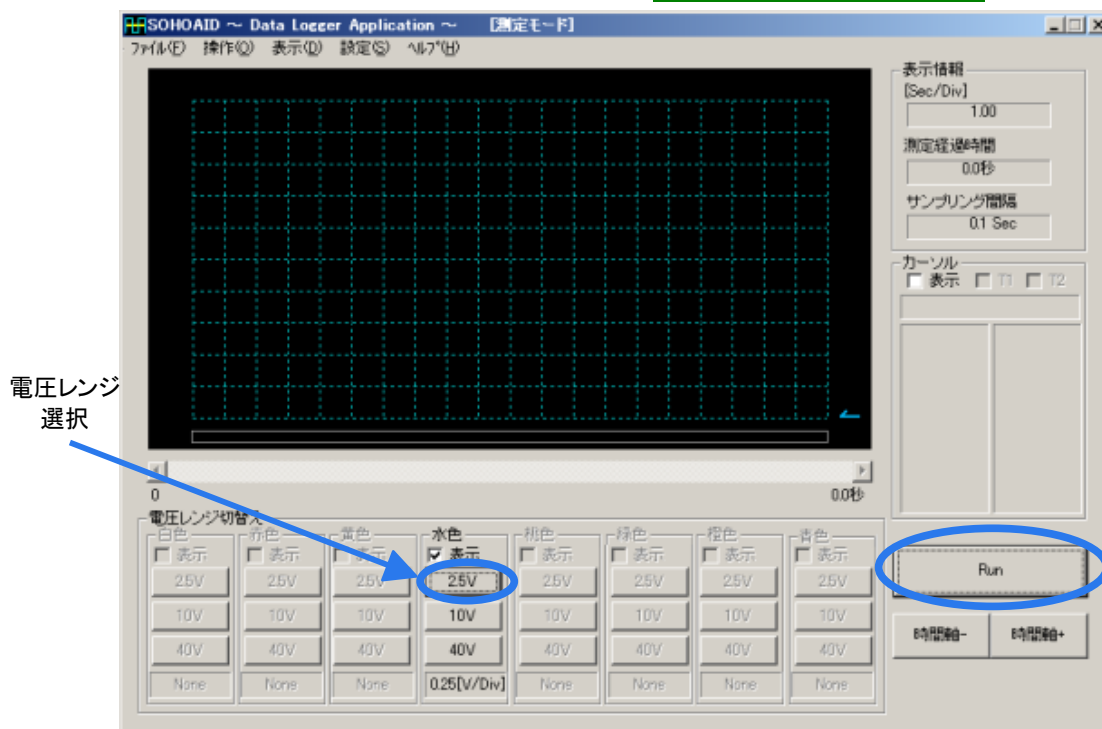 SOHOAID ～ Data Logger Application ～ [測定モード]
ファイル(F) 操作(O) 表示(D) 設定(S) ﾍﾙﾌﾟ(H)
表示情報
[Sec/Div]
1.00
測定経過時間
0.0秒
サンプリング間隔
0.1 Sec
カーソル
表示 T1 T2
電圧レンジ
選択
0 0.0秒
電圧レンジ切替え
白色 赤色 黄色 水色 桃色 緑色 橙色 青色
表示 表示 表示 表示 表示 表示 表示 表示
2.5V 2.5V 2.5V 2.5V 2.5V 2.5V 2.5V 2.5V
10V 10V 10V 10V 10V 10V 10V 10V
40V 40V 40V 40V 40V 40V 40V 40V
None None None 0.25[V/Div] None None None None
Run
時間軸- 時間軸+